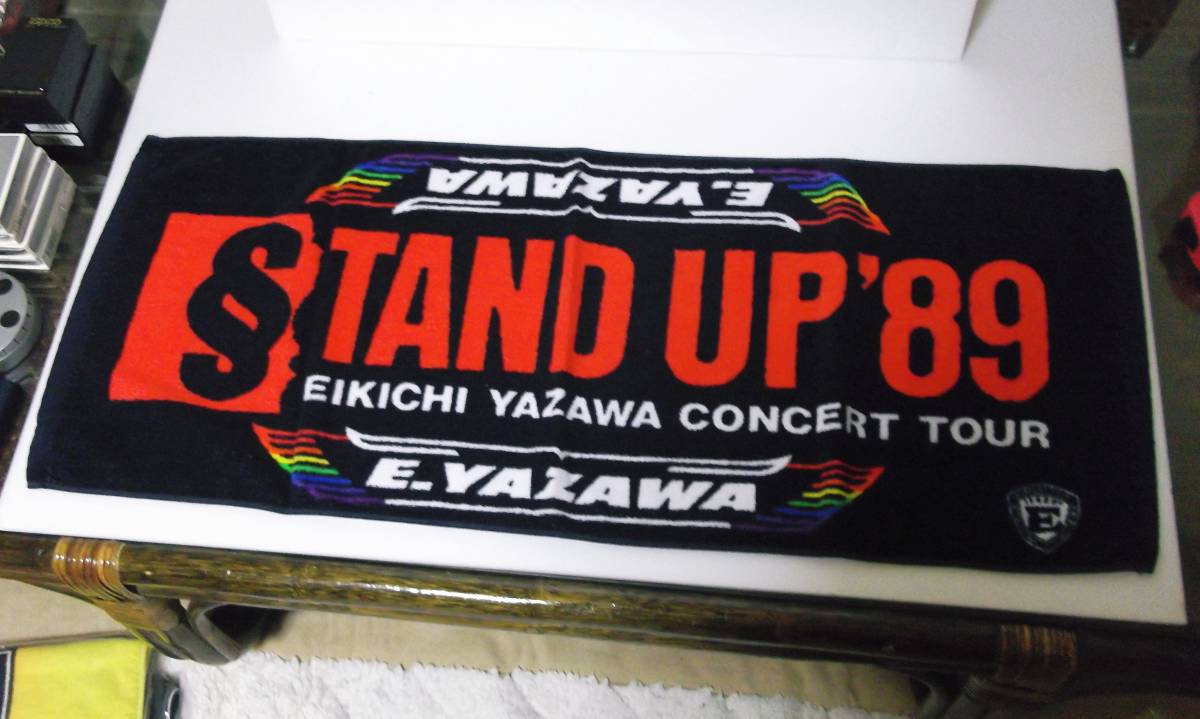 E.YAZAWA
§TAND UP '89
EIKICHI YAZAWA CONCERT TOUR
E.YAZAWA
E